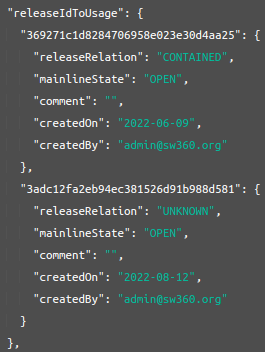 "releaseIdToUsage": {
"369271c1d8284706958e023e30d4aa25": {
"releaseRelation": "CONTAINED",
"mainlineState": "OPEN",
"comment": "",
"createdOn": "2022-06-09",
"createdBy": "admin@sw360.org"
},
"3adc12fa2eb94ec381526d91b988d581": {
"releaseRelation": "UNKNOWN",
"mainlineState": "OPEN",
"comment": "",
"createdOn": "2022-08-12",
"createdBy": "admin@sw360.org"
}
},